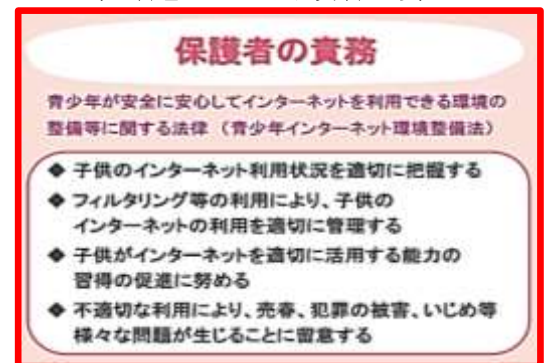 保護者の責務
青少年が安全に安心してインターネットを利用できる環境の
整備等に関する法律 （青少年インターネット環境整備法）
◆ 子供のインターネット利用状況を適切に把握する
◆ フィルタリング等の利用により、子供の
インターネットの利用を適切に管理する
◆ 子供がインターネットを適切に活用する能力の
習得の促進に努める
◆ 不適切な利用により、売春、犯罪の被害、いじめ等
様々な問題が生じることに留意する